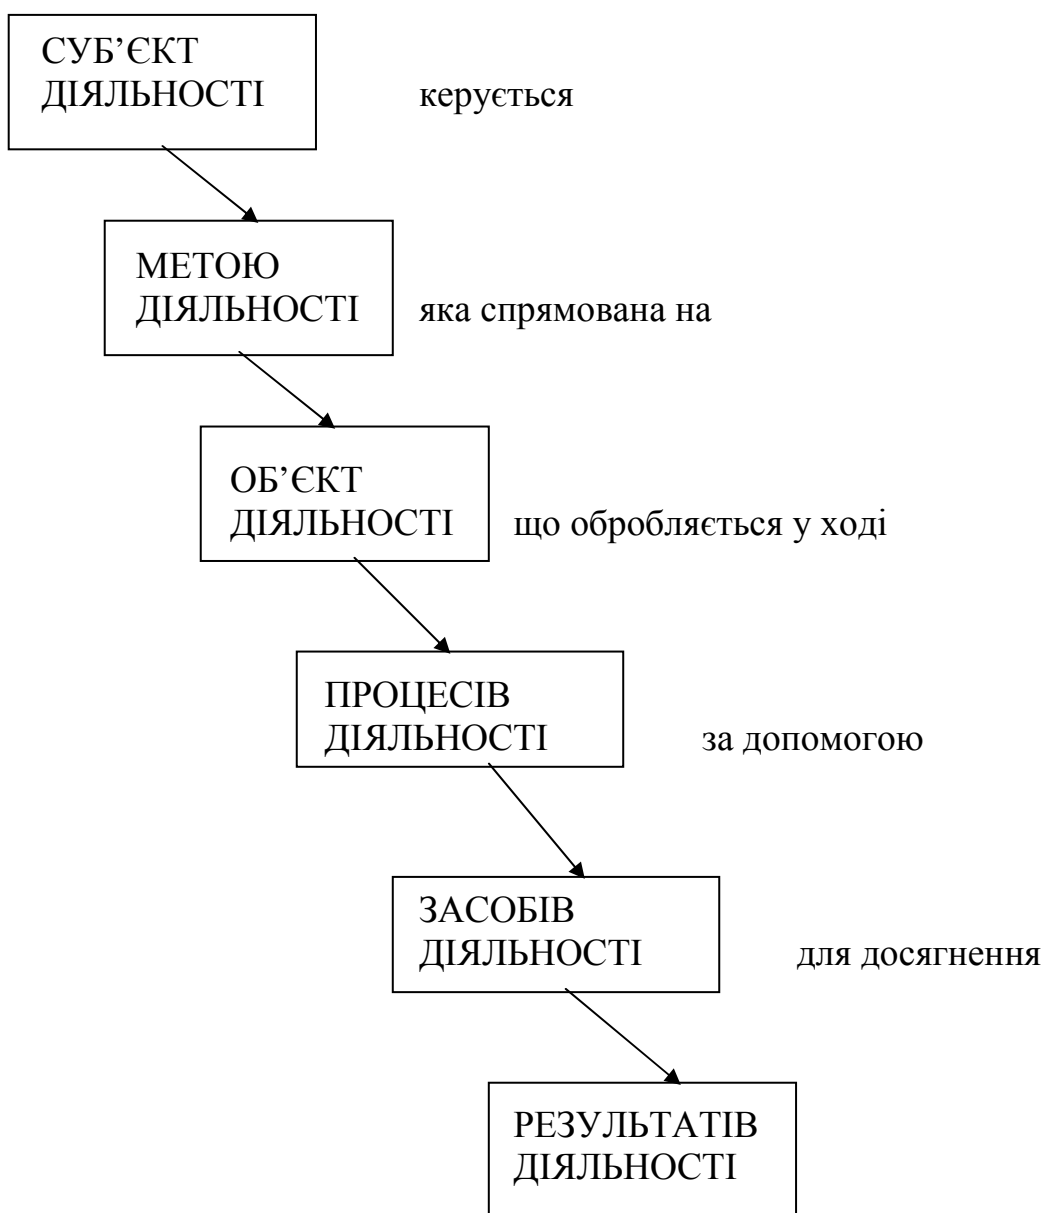 СУБ’ЄКТ
ДІЯЛЬНОСТІ
керується
МЕТОЮ
ДІЯЛЬНОСТІ
яка спрямована на
ОБ’ЄКТ
ДІЯЛЬНОСТІ
що обробляється у ході
ПРОЦЕСІВ
ДІЯЛЬНОСТІ
за допомогою
ЗАСОБІВ
ДІЯЛЬНОСТІ
для досягнення
РЕЗУЛЬТАТІВ
ДІЯЛЬНОСТІ